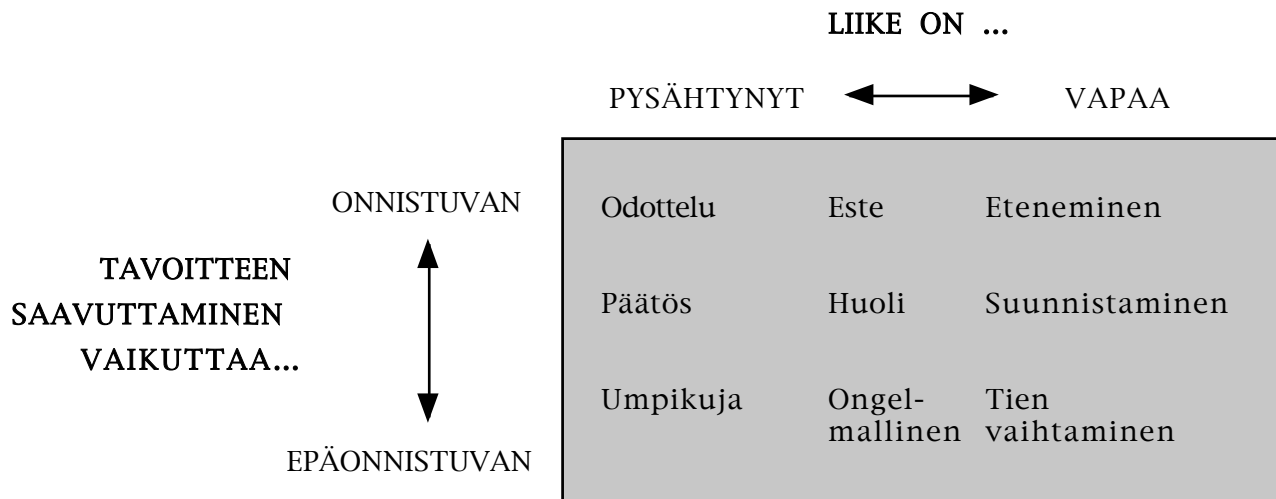 LIIKE ON ...
PYSÄHTYNYT VAPAA
ONNISTUVAN
Odottelu Este Eteneminen
TAVOITTEEN
SAAVUTTAMINEN
VAIKUTTAA...
Päätös Huoli Suunnistaminen
Umpikuja Ongel- Tien
mallinen vaihtaminen
EPÄONNISTUVAN